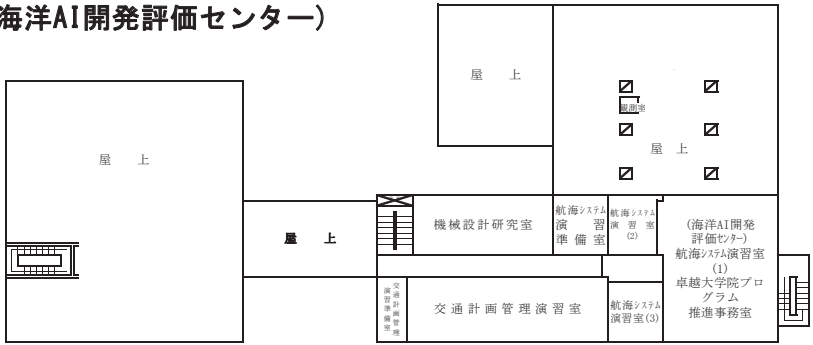 海洋AI開発評価センター)
屋 上
観測室
屋 上
屋 上
屋 上
機械設計研究室
航海システム
演習
準備室
航海システム
演習室
(2)
(海洋AI開発
評価センター)
航海システム演習室
(1)
卓越大学院プロ
グラム
推進事務室
交通計画管理
演習準備室
交通計画管理演習室
航海システム
演習室(3)